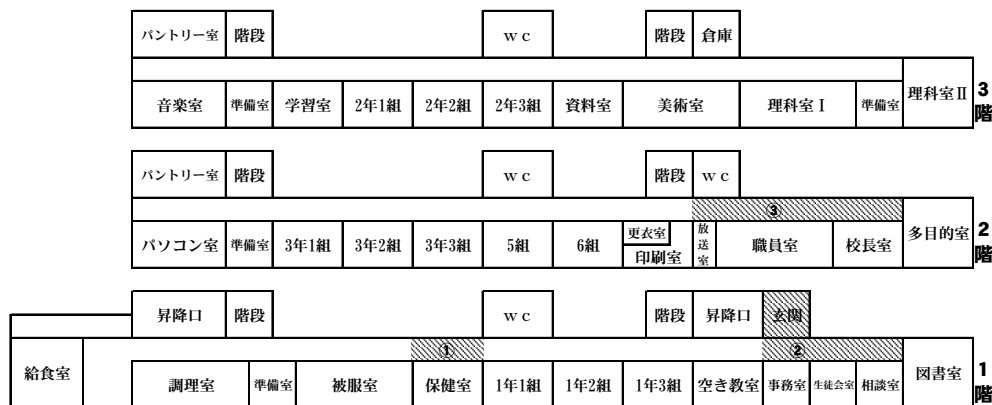 パントリー室 階段 ｗｃ 階段 倉庫
音楽室 準備室 学習室 2年1組 2年2組 2年3組 資料室 美術室 理科室Ⅰ 準備室 理科室Ⅱ
3階
パントリー室 階段 ｗｃ 階段 ｗｃ
③
パソコン室 準備室 3年1組 3年2組 3年3組 5組 6組 更衣室 印刷室 放送室 職員室 校長室 多目的室
2階
昇降口 階段 ｗｃ 階段 昇降口 玄関
① ②
給食室 調理室 準備室 被服室 保健室 1年1組 1年2組 1年3組 空き教室 事務室 生徒会室 相談室 図書室
1階